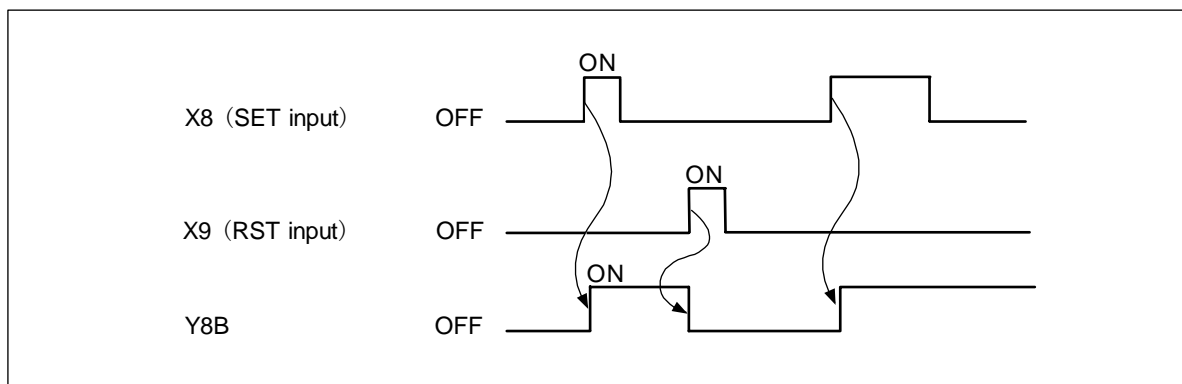 ON
X8（SET input） OFF
ON
X9（RST input） OFF
ON
Y8B OFF